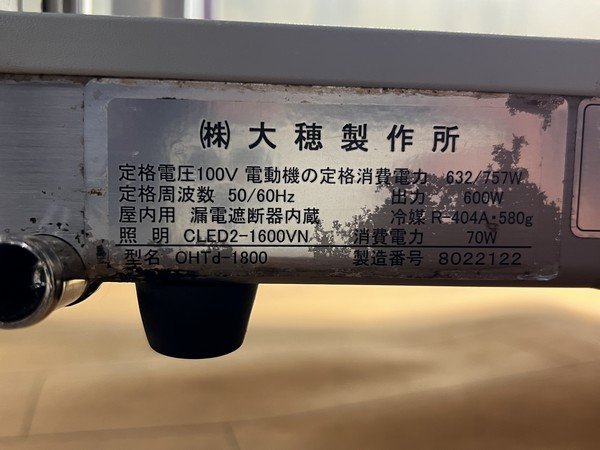 ㈱大穂製作所
定格電圧100V 電動機の定格消費電力 632/757W
定格周波数 50/60Hz 出力 600W
屋内用 漏電遮断器内蔵 冷媒 R-404A・580g
照明 CLED2-1600VN 消費電力 70W
型名 OHTd-1800 製造番号 8022122